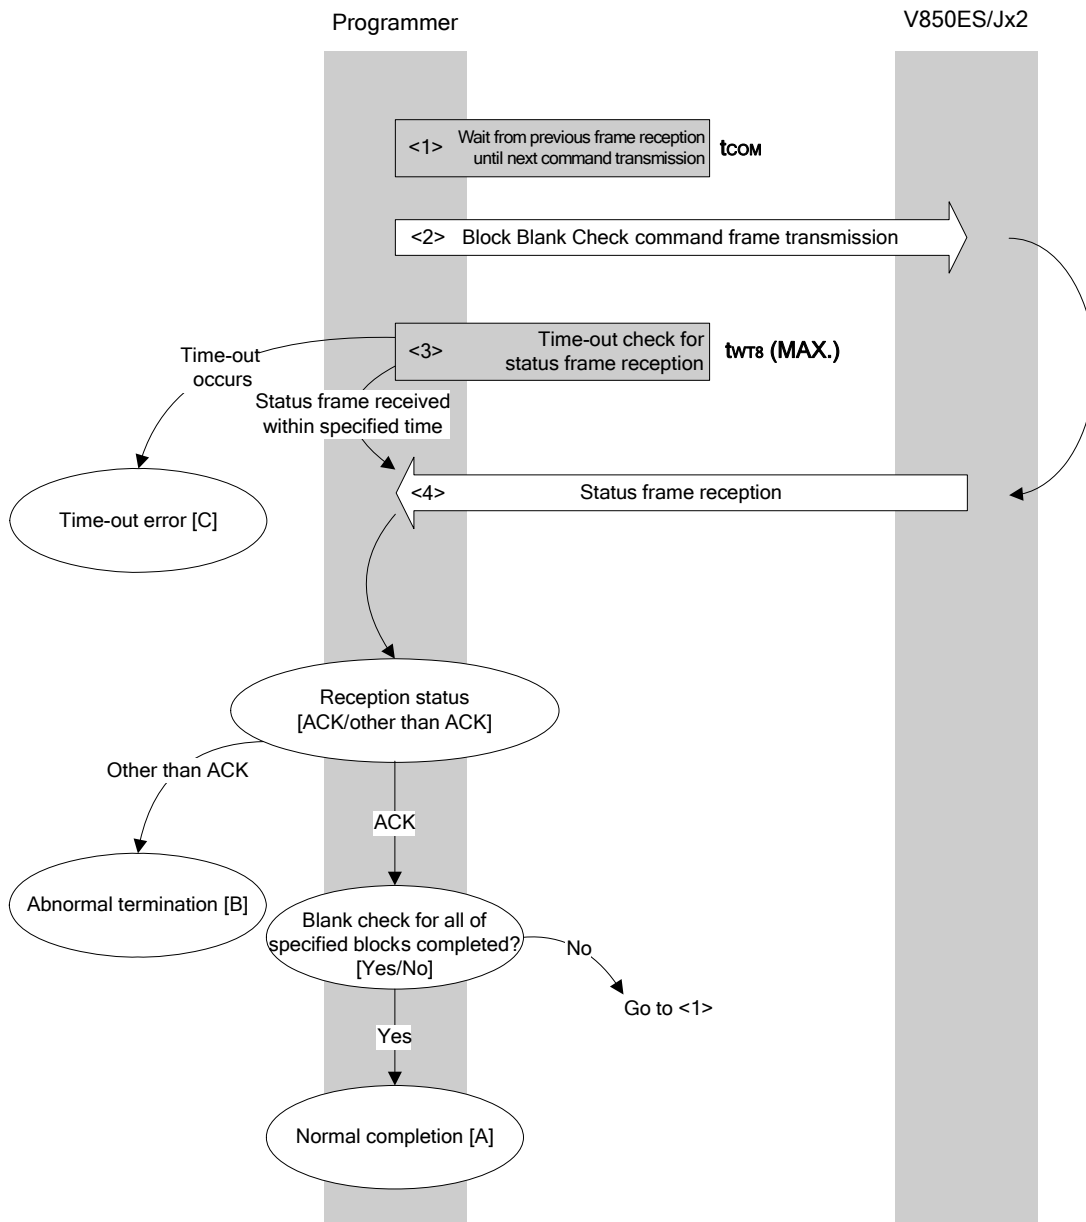 Programmer
V850ES/Jx2
<1>
Wait from previous frame reception
until next command transmission
tCOM
<2> Block Blank Check command frame transmission
<3>
Time-out check for
status frame reception
tWT8 (MAX.)
Time-out
occurs
Status frame received
within specified time
<4> Status frame reception
Time-out error [C]
Reception status
[ACK/other than ACK]
Other than ACK
ACK
Abnormal termination [B]
Blank check for all of
specified blocks completed?
[Yes/No]
No
Go to <1>
Yes
Normal completion [A]